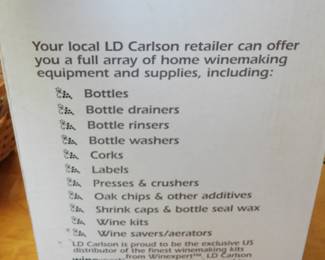 Your local LD Carlson retailer can offer
you a full array of home winemaking
equipment and supplies, including:
Bottles
Bottle drainers
Bottle rinsers
Bottle washers
Corks
Labels
Presses & crushers
Oak chips & other additives
Shrink caps & bottle seal wax
Wine kits
Wine savers/aerators
LD Carlson is proud to be the exclusive US
distributor of the finest winemaking kits
from Winexpert™. LD Carlson